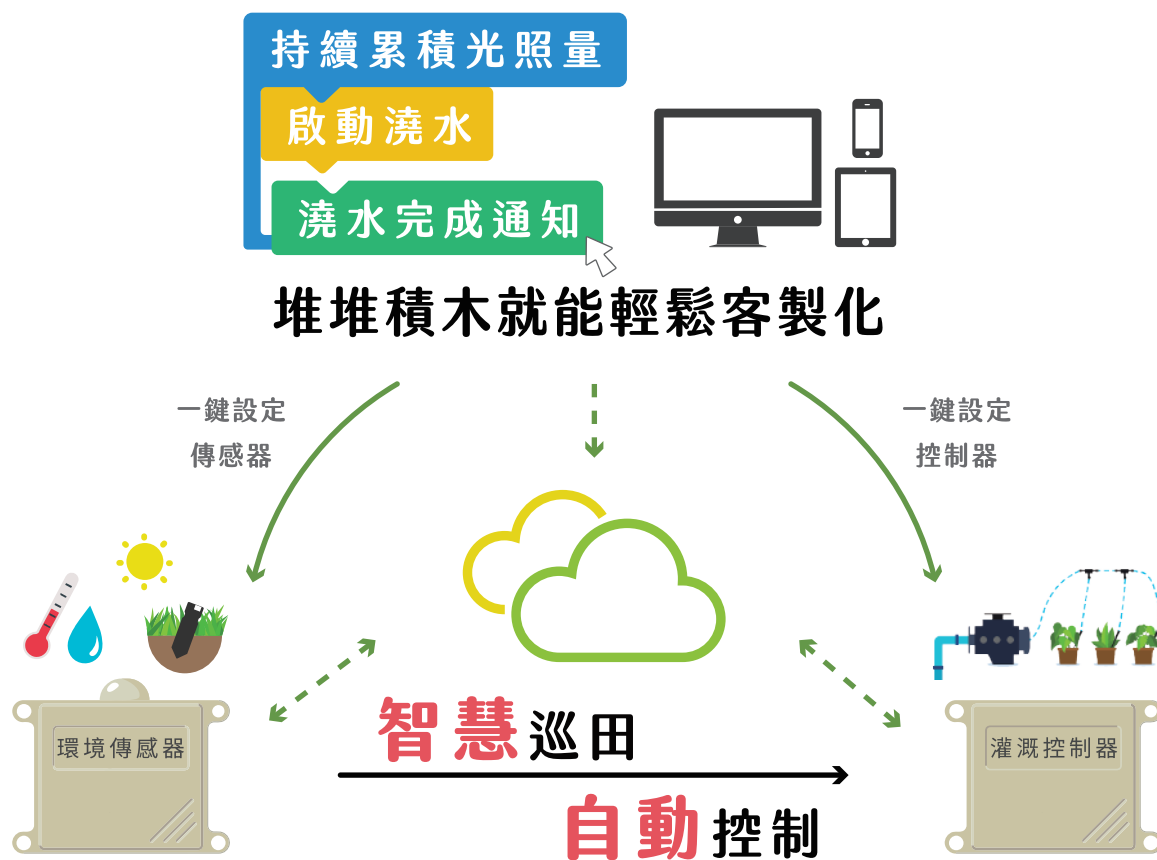 持續累積光照量
啟動澆水
澆水完成通知
堆堆積木就能輕鬆客製化
一鍵設定
傳感器
一鍵設定
控制器
環境傳感器
智慧巡田
自動控制
灌溉控制器